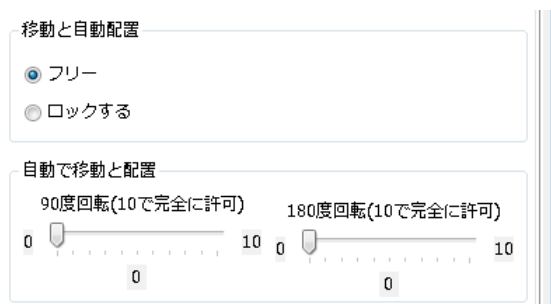 移動と自動配置
フリー
ロックする
自動で移動と配置
90度回転(10で完全に許可) 180度回転(10で完全に許可)
0 10 0 10
0 0